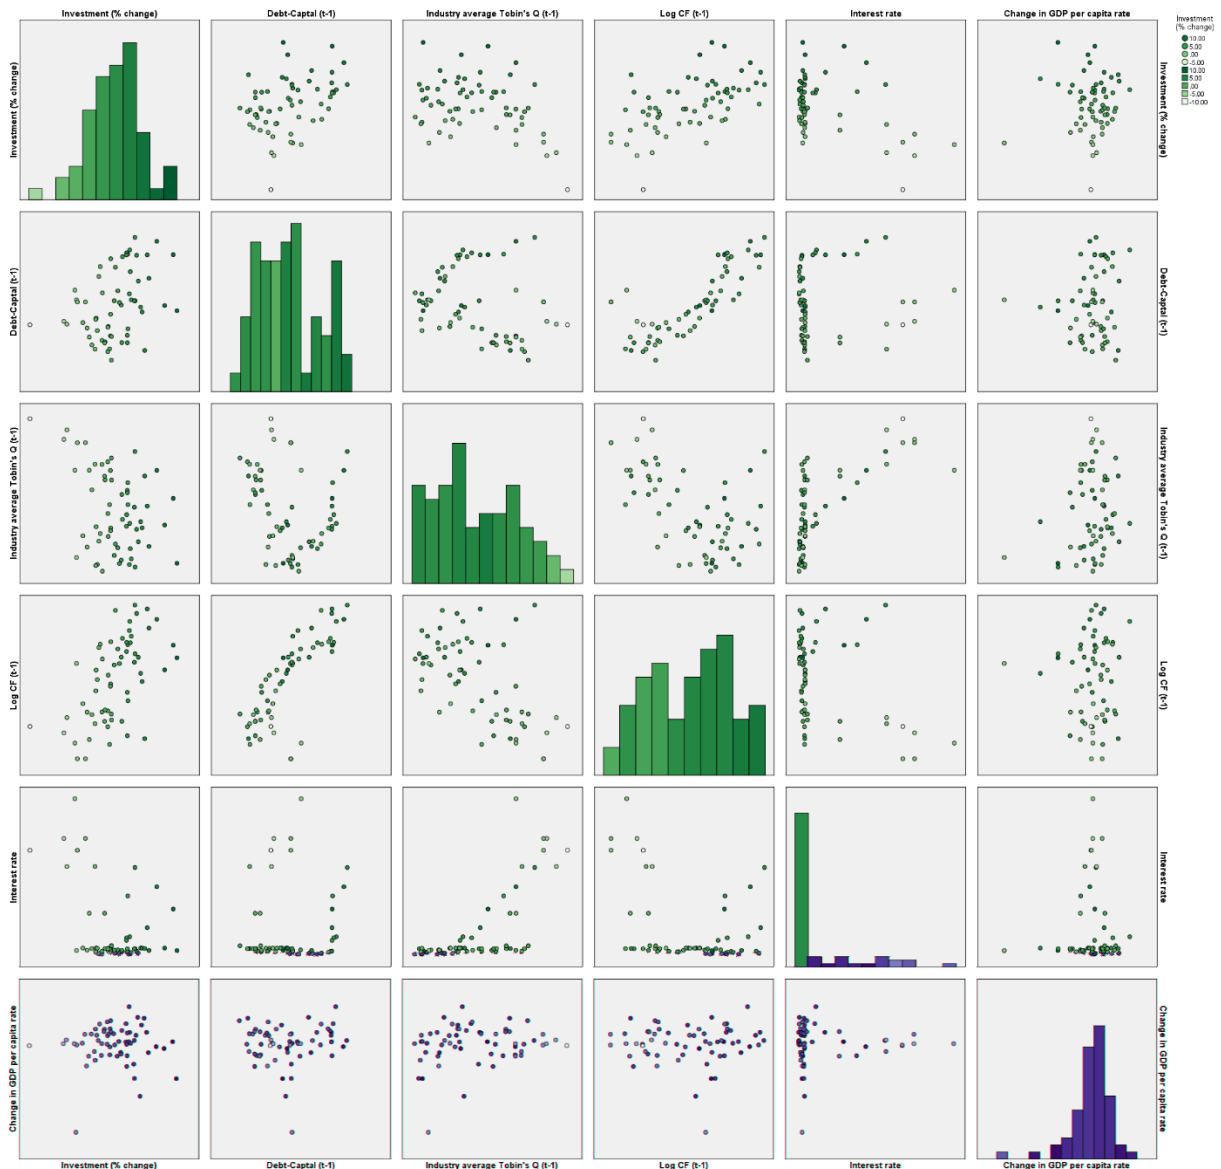 Investment (% change)
Debt-Captal (t-1)
Industry average Tobin's Q (t-1)
Log CF (t-1)
Interest rate
Change in GDP per capita rate
Investment
(% change)
10.00
5.00
.00
-5.00
10.00
5.00
.00
-5.00
-10.00
Investment (% change)
Investment (% change)
Debt-Captal (t-1)
Debt-Captal (t-1)
Industry average Tobin's Q (t-1)
Industry average Tobin's Q (t-1)
Log CF (t-1)
Log CF (t-1)
Interest rate
Interest rate
Change in GDP per capita rate
Change in GDP per capita rate
Investment (% change)
Debt-Captal (t-1)
Industry average Tobin's Q (t-1)
Log CF (t-1)
Interest rate
Change in GDP per capita rate